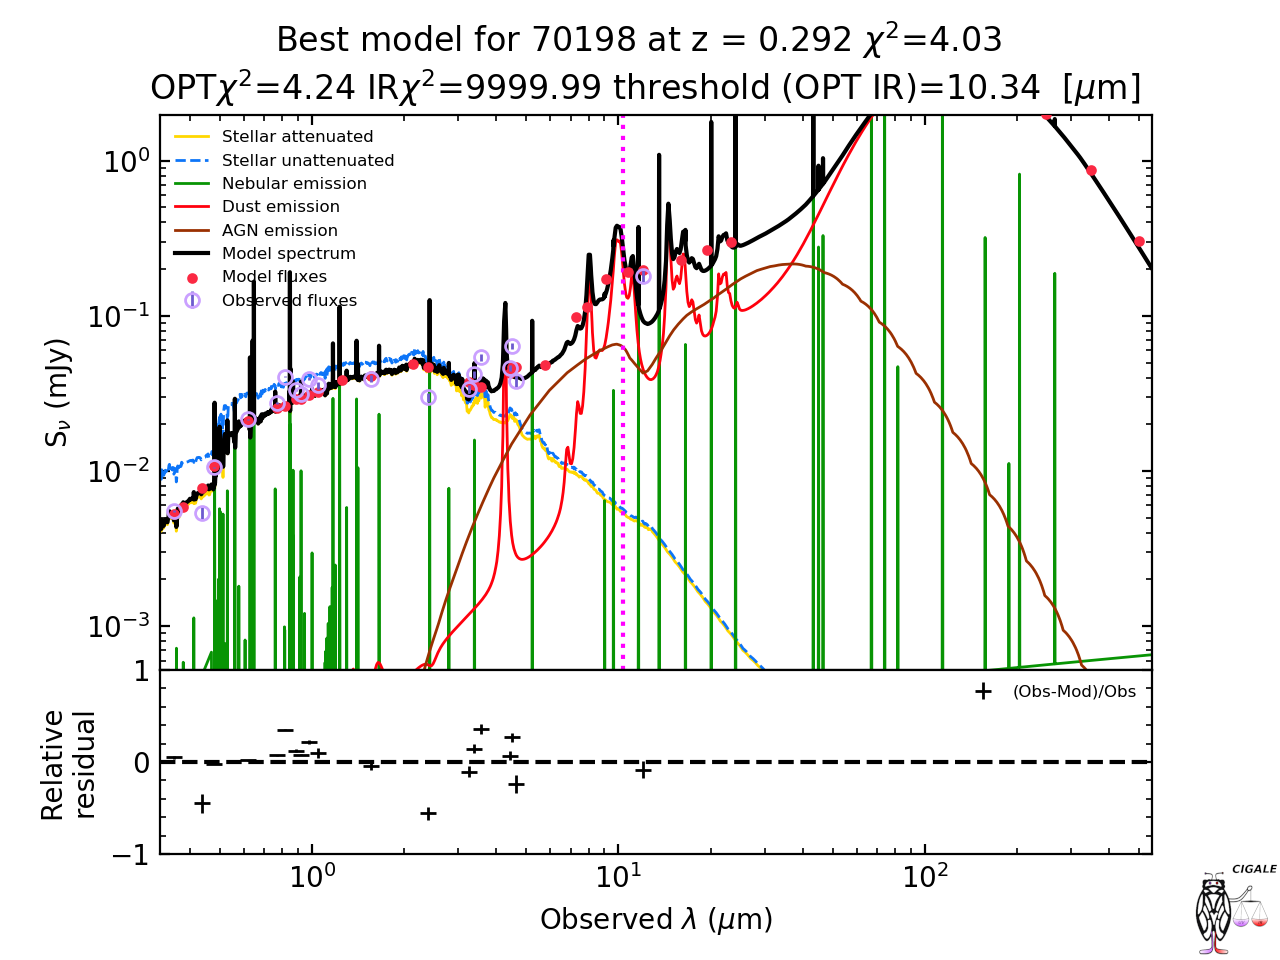 Best model for 70198 at z = 0.292 χ²=4.03
OPTχ²=4.24 IRχ²=9999.99 threshold (OPT IR)=10.34 [μm]
Stellar attenuated
Stellar unattenuated
Nebular emission
Dust emission
AGN emission
Model spectrum
Model fluxes
Observed fluxes
10⁰
10⁻¹
10⁻²
10⁻³
S_ν (mJy)
1
0
−1
Relative
residual
(Obs-Mod)/Obs
10⁰ 10¹ 10²
Observed λ (μm)
CIGALE